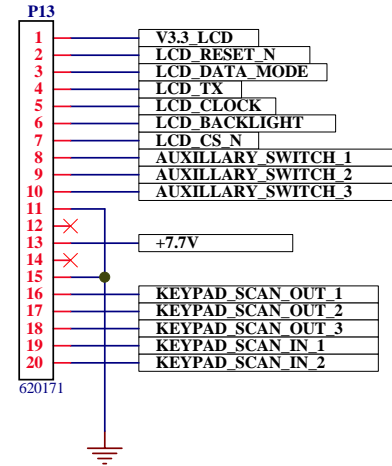 P13
1 V3.3_LCD
2 LCD_RESET_N
3 LCD_DATA_MODE
4 LCD_TX
5 LCD_CLOCK
6 LCD_BACKLIGHT
7 LCD_CS_N
8 AUXILLARY_SWITCH_1
9 AUXILLARY_SWITCH_2
10 AUXILLARY_SWITCH_3
11
12
13 +7.7V
14
15
16 KEYPAD_SCAN_OUT_1
17 KEYPAD_SCAN_OUT_2
18 KEYPAD_SCAN_OUT_3
19 KEYPAD_SCAN_IN_1
20 KEYPAD_SCAN_IN_2
620171